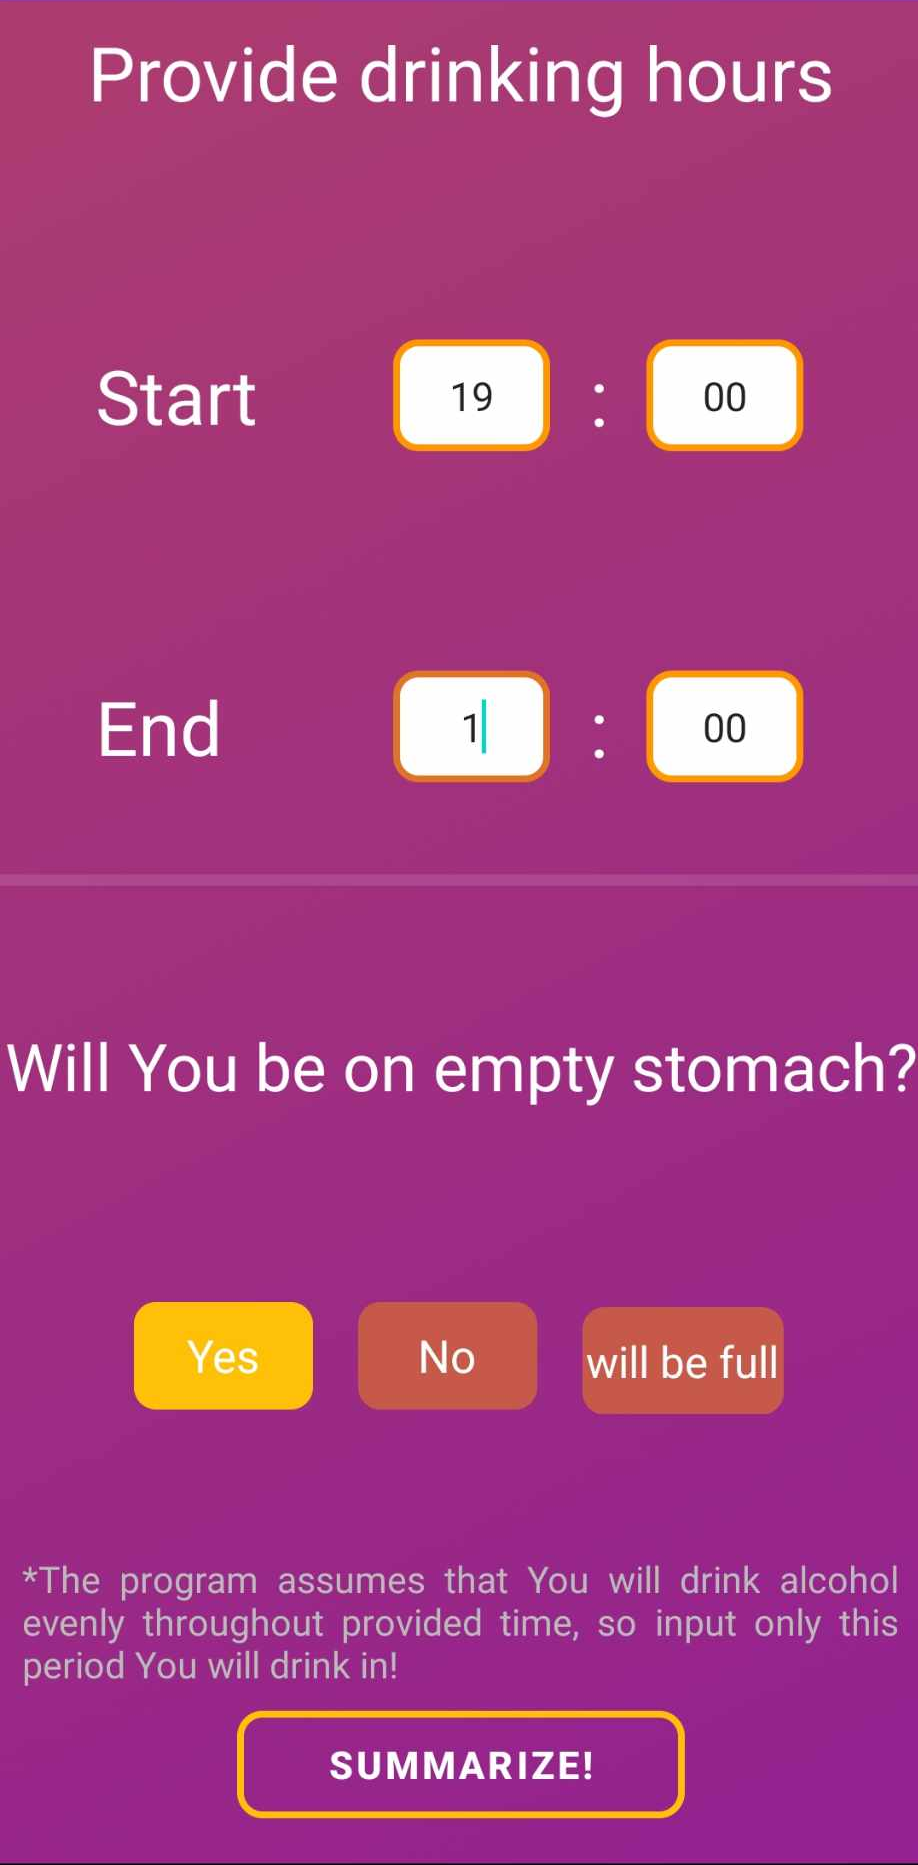 Provide drinking hours
Start 19 : 00
End 1 : 00
Will You be on empty stomach?
Yes No will be full
*The program assumes that You will drink alcohol
evenly throughout provided time, so input only this
period You will drink in!
SUMMARIZE!